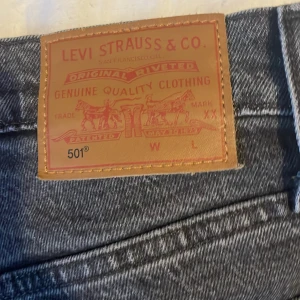 LEVI STRAUSS & CO.
ORIGINAL RIVETED
GENUINE QUALITY CLOTHING
TRADE MARK
XX
501® W L